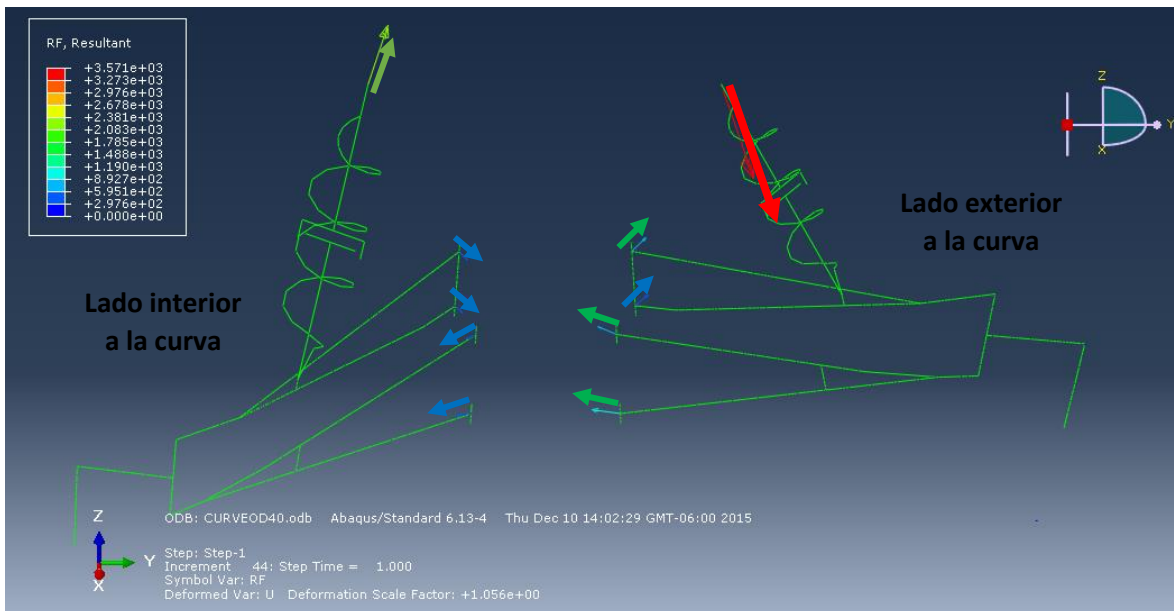 RF, Resultant
+3.571e+03
+3.273e+03
+2.976e+03
+2.678e+03
+2.381e+03
+2.083e+03
+1.785e+03
+1.488e+03
+1.190e+03
+8.927e+02
+5.951e+02
+2.976e+02
+0.000e+00
Z
Y
X
Lado exterior
a la curva
Lado interior
a la curva
Z
Y
X
ODB: CURVEOD40.odb Abaqus/Standard 6.13-4 Thu Dec 10 14:02:29 GMT-06:00 2015
Step: Step-1
Increment 44: Step Time = 1.000
Symbol Var: RF
Deformed Var: U Deformation Scale Factor: +1.056e+00